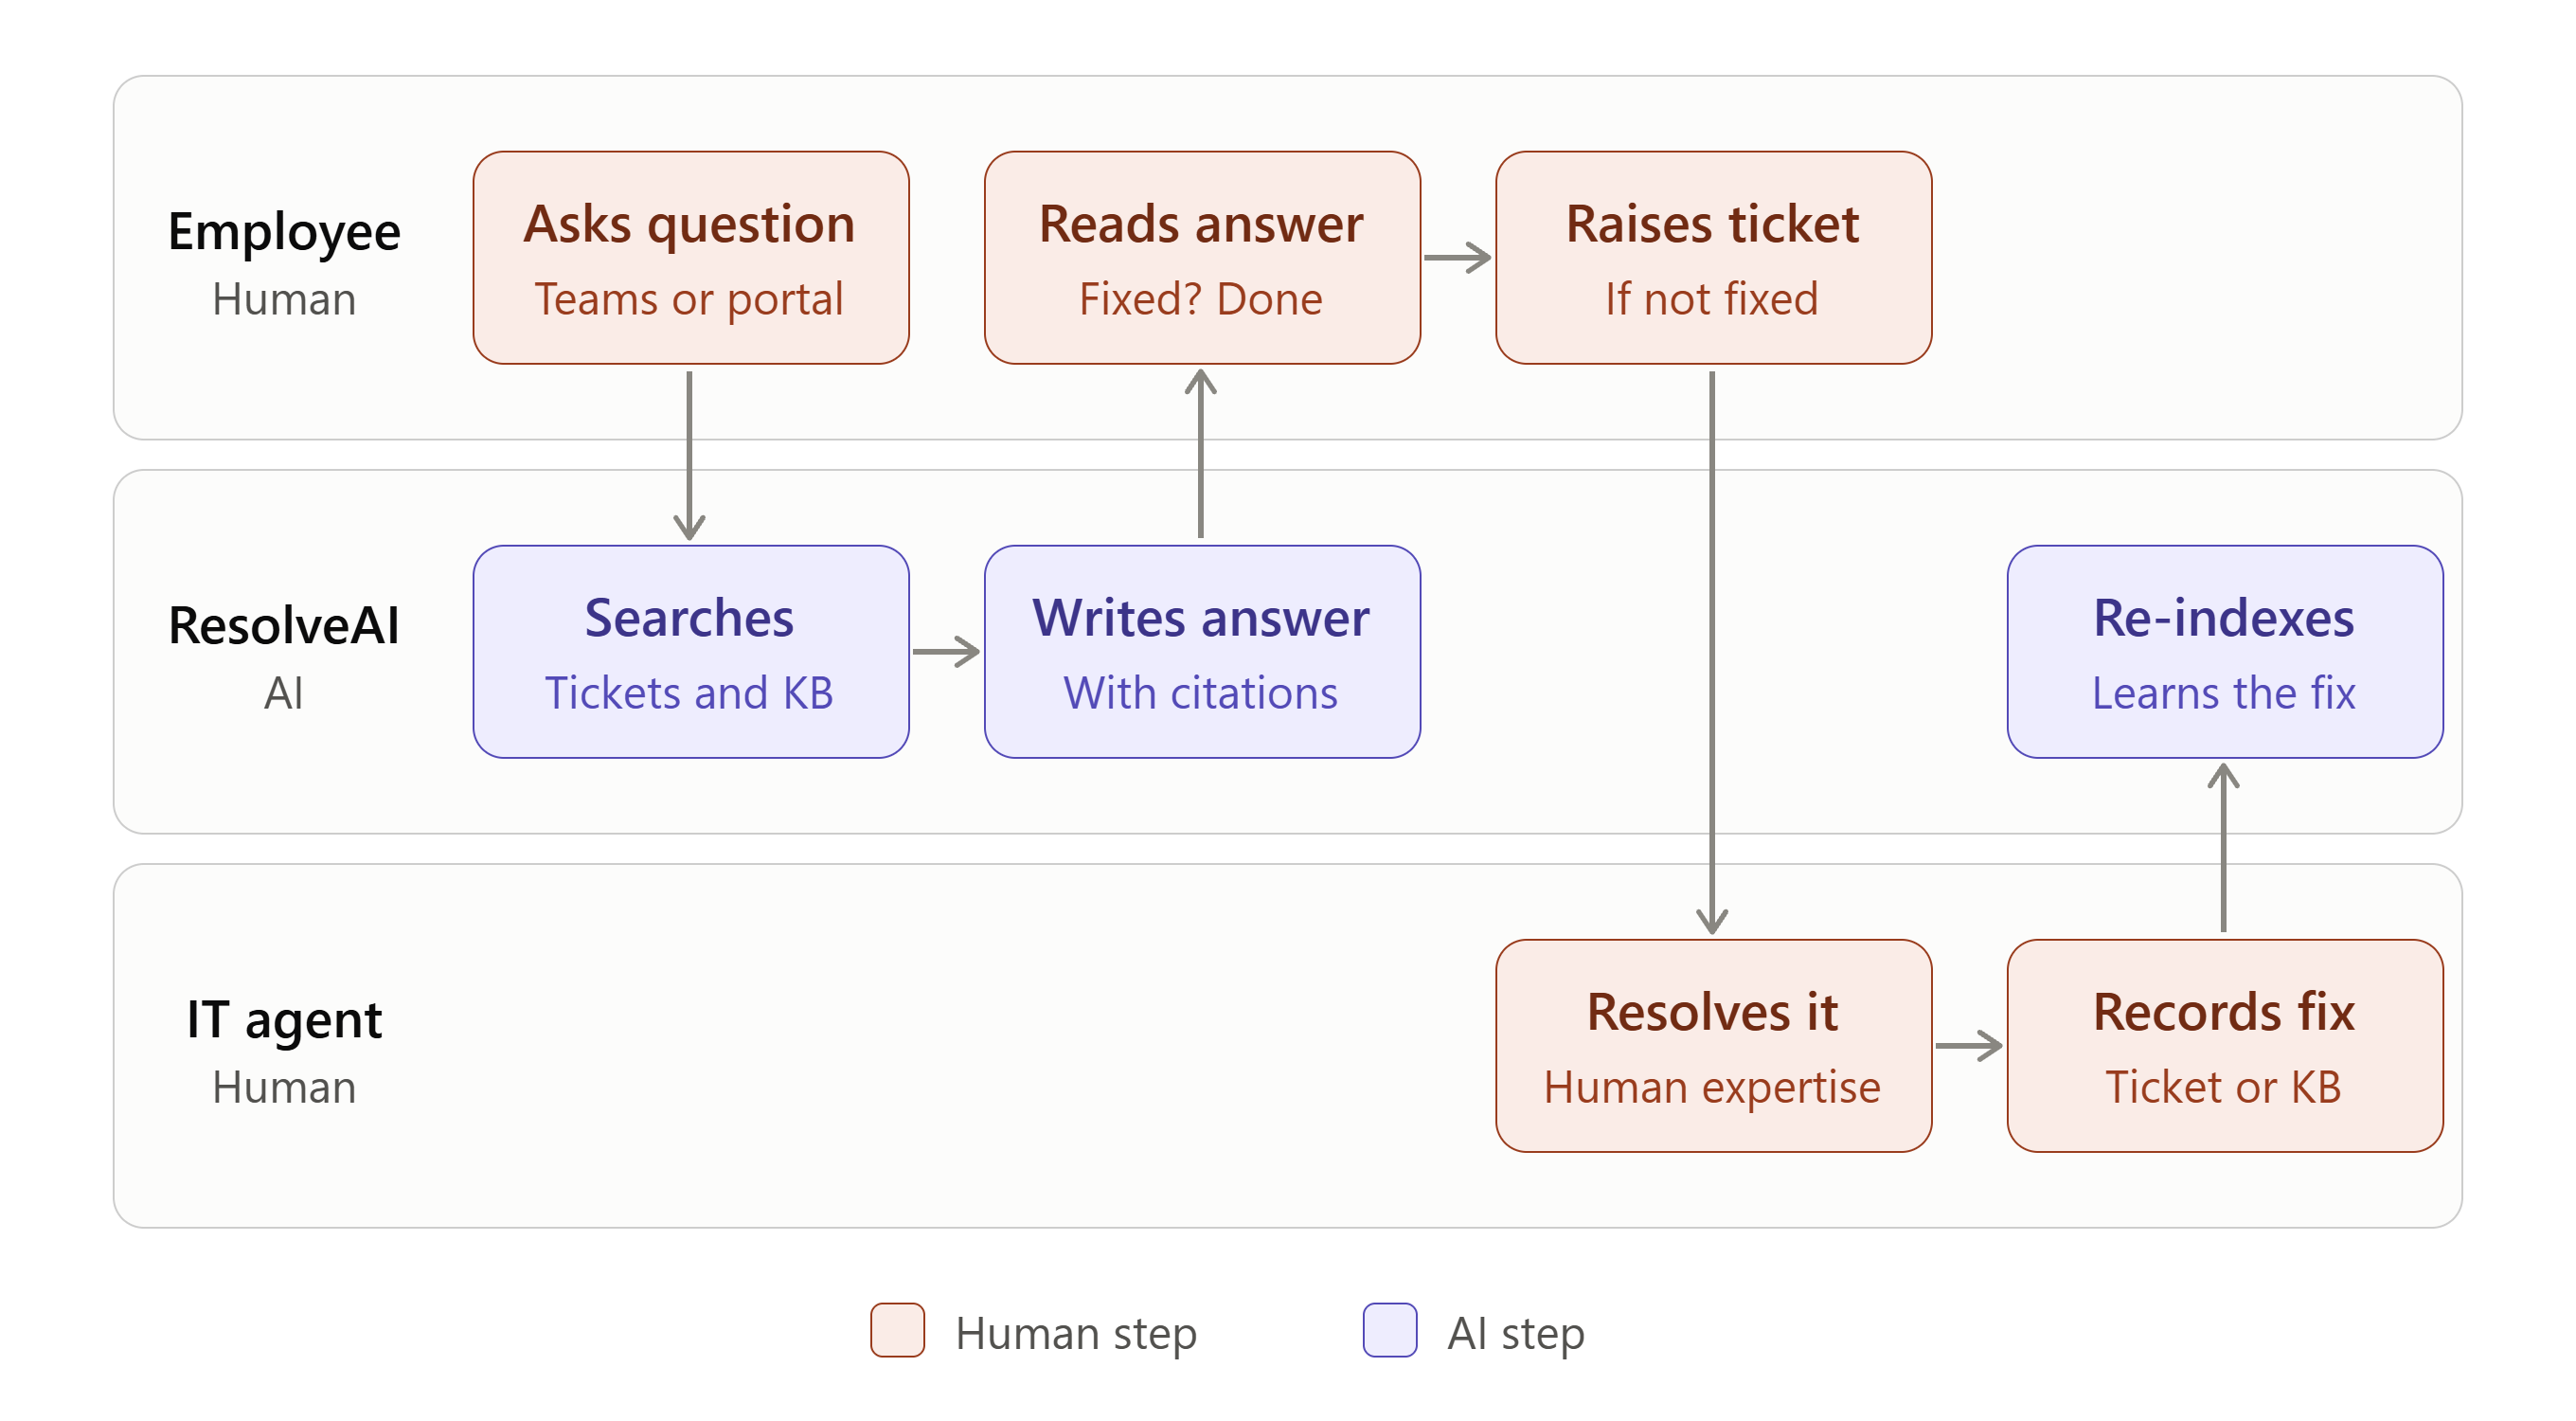 Employee
Human
Asks question
Teams or portal
Reads answer
Fixed? Done
Raises ticket
If not fixed
ResolveAI
AI
Searches
Tickets and KB
Writes answer
With citations
Re-indexes
Learns the fix
IT agent
Human
Resolves it
Human expertise
Records fix
Ticket or KB
Human step
AI step